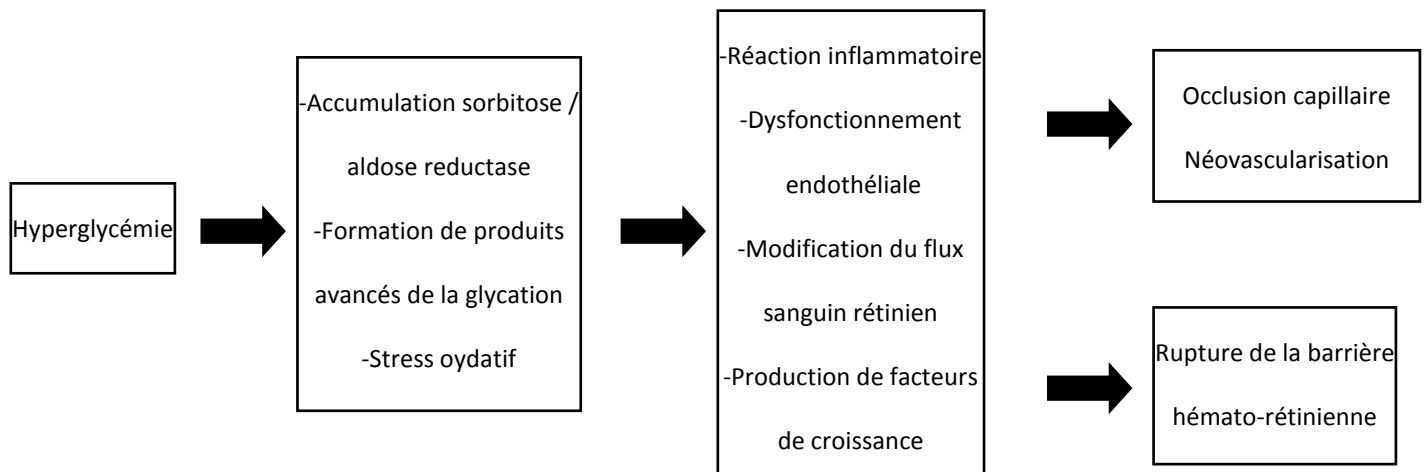 Hyperglycémie
-Accumulation sorbitose /
aldose reductase
-Formation de produits
avancés de la glycation
-Stress oydatif
-Réaction inflammatoire
-Dysfonctionnement
endothéliale
-Modification du flux
sanguin rétinien
-Production de facteurs
de croissance
Occlusion capillaire
Néovascularisation
Rupture de la barrière
hémato-rétinienne